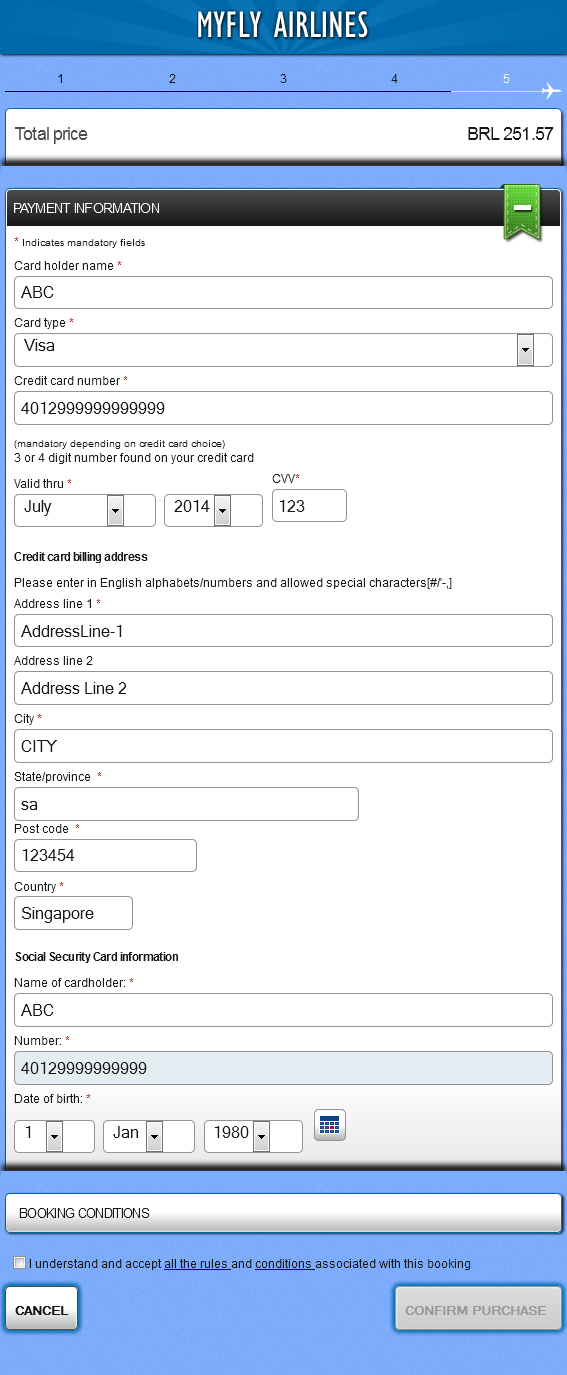 MYFLY AIRLINES
1 2 3 4 5
Total price BRL 251.57
PAYMENT INFORMATION
* Indicates mandatory fields
Card holder name *
ABC
Card type *
Visa
Credit card number *
4012999999999999
(mandatory depending on credit card choice)
3 or 4 digit number found on your credit card
Valid thru * CVV*
July 2014 123
Credit card billing address
Please enter in English alphabets/numbers and allowed special characters[#/'-,]
Address line 1 *
AddressLine-1
Address line 2
Address Line 2
City *
CITY
State/province *
sa
Post code *
123454
Country *
Singapore
Social Security Card information
Name of cardholder: *
ABC
Number: *
40129999999999
Date of birth: *
1 Jan 1980
BOOKING CONDITIONS
I understand and accept all the rules and conditions associated with this booking
CANCEL CONFIRM PURCHASE